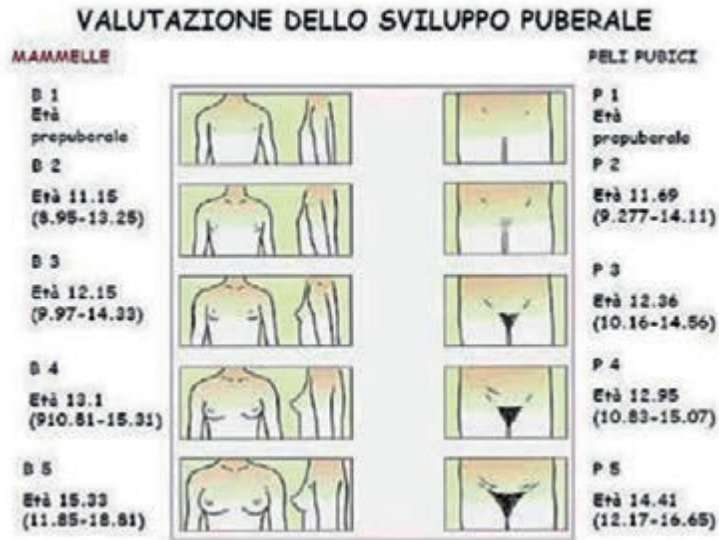 VALUTAZIONE DELLO SVILUPPO PUBERALE
MAMMELLE
B 1
Età
prepuberale
B 2
Età 11.15
(8.95-13.25)
B 3
Età 12.15
(9.97-14.33)
B 4
Età 13.1
(910.81-15.31)
B 5
Età 15.33
(11.85-18.81)
PELI PUBICI
P 1
Età
prepuberale
P 2
Età 11.69
(9.277-14.11)
P 3
Età 12.36
(10.16-14.56)
P 4
Età 12.95
(10.83-15.07)
P 5
Età 14.41
(12.17-16.65)